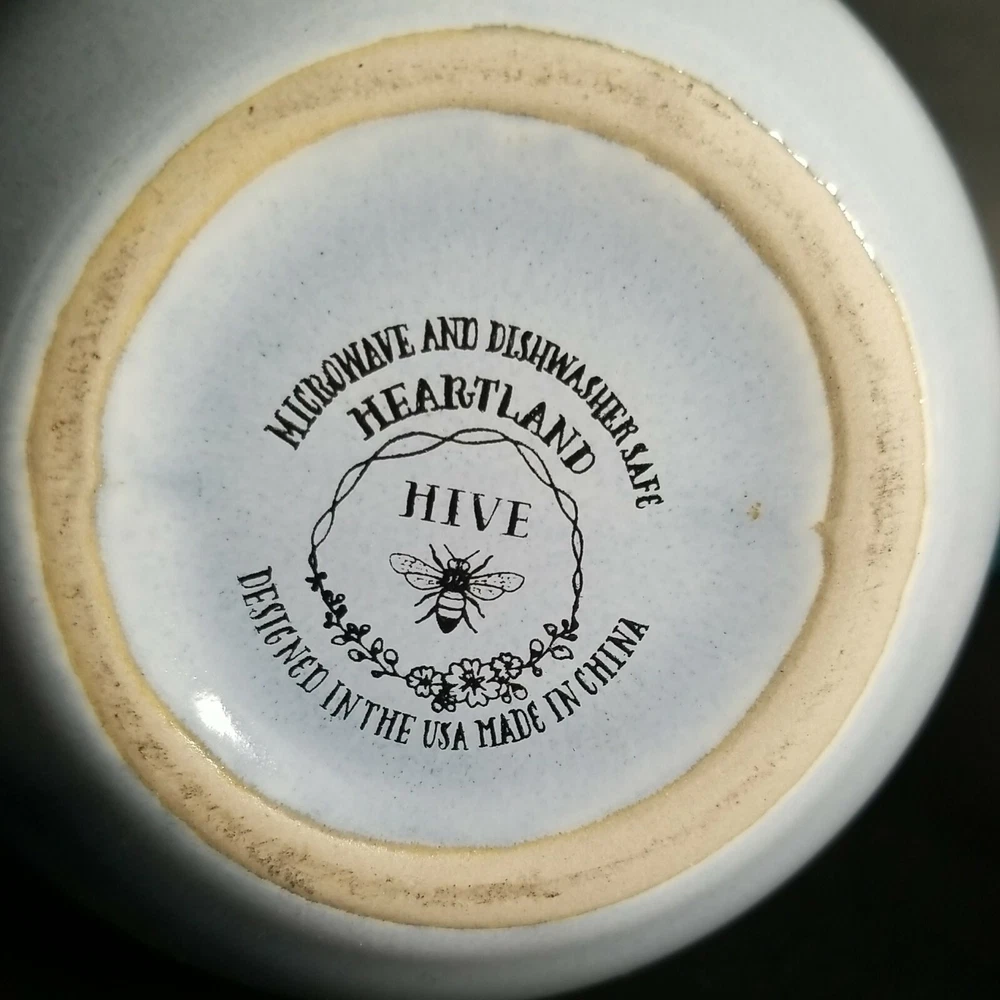 MICROWAVE AND DISHWASHER SAFE
HEARTLAND
HIVE
DESIGNED IN THE USA MADE IN CHINA